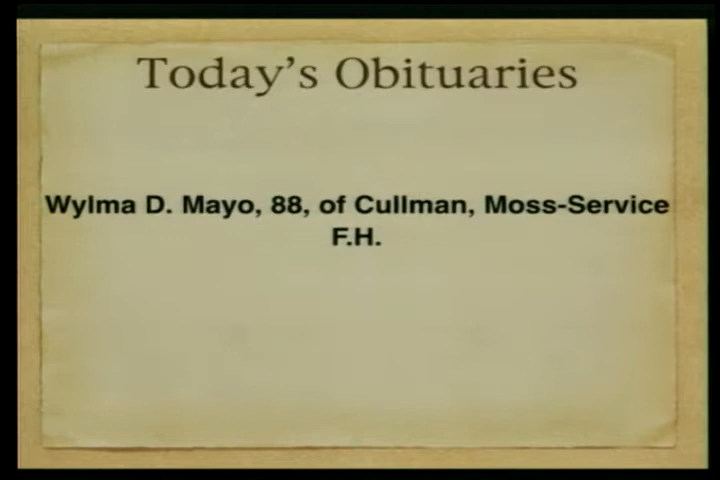 Today's Obituaries
Wylma D. Mayo, 88, of Cullman, Moss-Service
F.H.